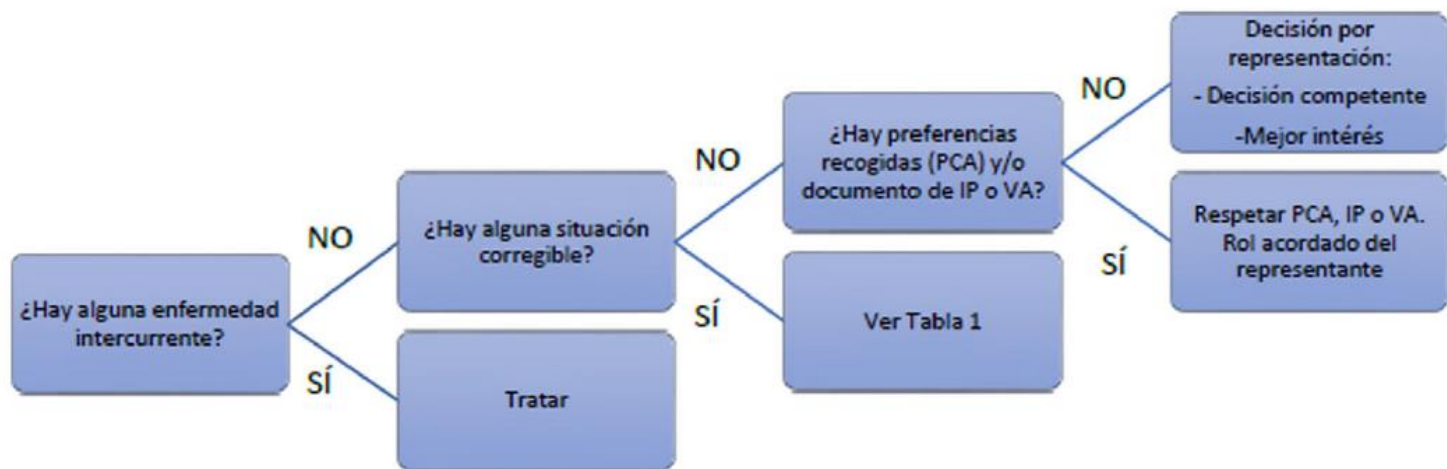 ¿Hay alguna enfermedad
intercurrente?
NO
SÍ
¿Hay alguna situación
corregible?
Tratar
NO
SÍ
¿Hay preferencias
recogidas (PCA) y/o
documento de IP o VA?
Ver Tabla 1
NO
SÍ
Decisión por
representación:
- Decisión competente
-Mejor interés
Respetar PCA, IP o VA.
Rol acordado del
representante